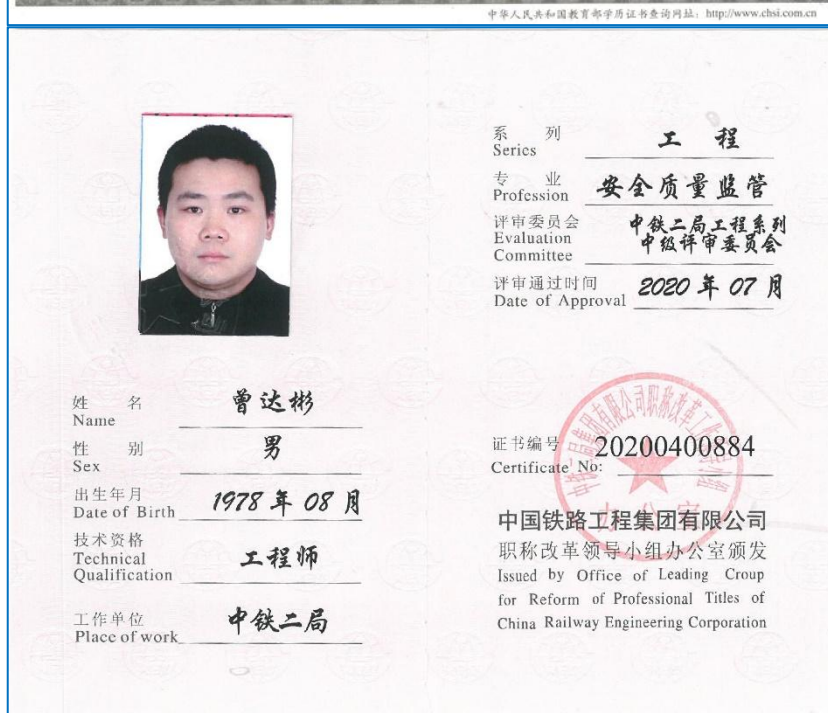 中华人民共和国教育部学历证书查询网址：http://www.chsi.com.cn
系 列 工 程
Series
专 业 安全质量监管
Profession
评审委员会 中铁二局工程系列
Evaluation 中级评审委员会
Committee
评审通过时间 2020 年 07 月
Date of Approval
姓 名 曾达彬
Name
性 别 男
Sex
出生年月 1978 年 08 月
Date of Birth
技术资格 工程师
Technical
Qualification
工作单位 中铁二局
Place of work
证书编号 20200400884
Certificate No:
中国铁路工程集团有限公司
职称改革领导小组办公室颁发
Issued by Office of Leading Croup
for Reform of Professional Titles of
China Railway Engineering Corporation